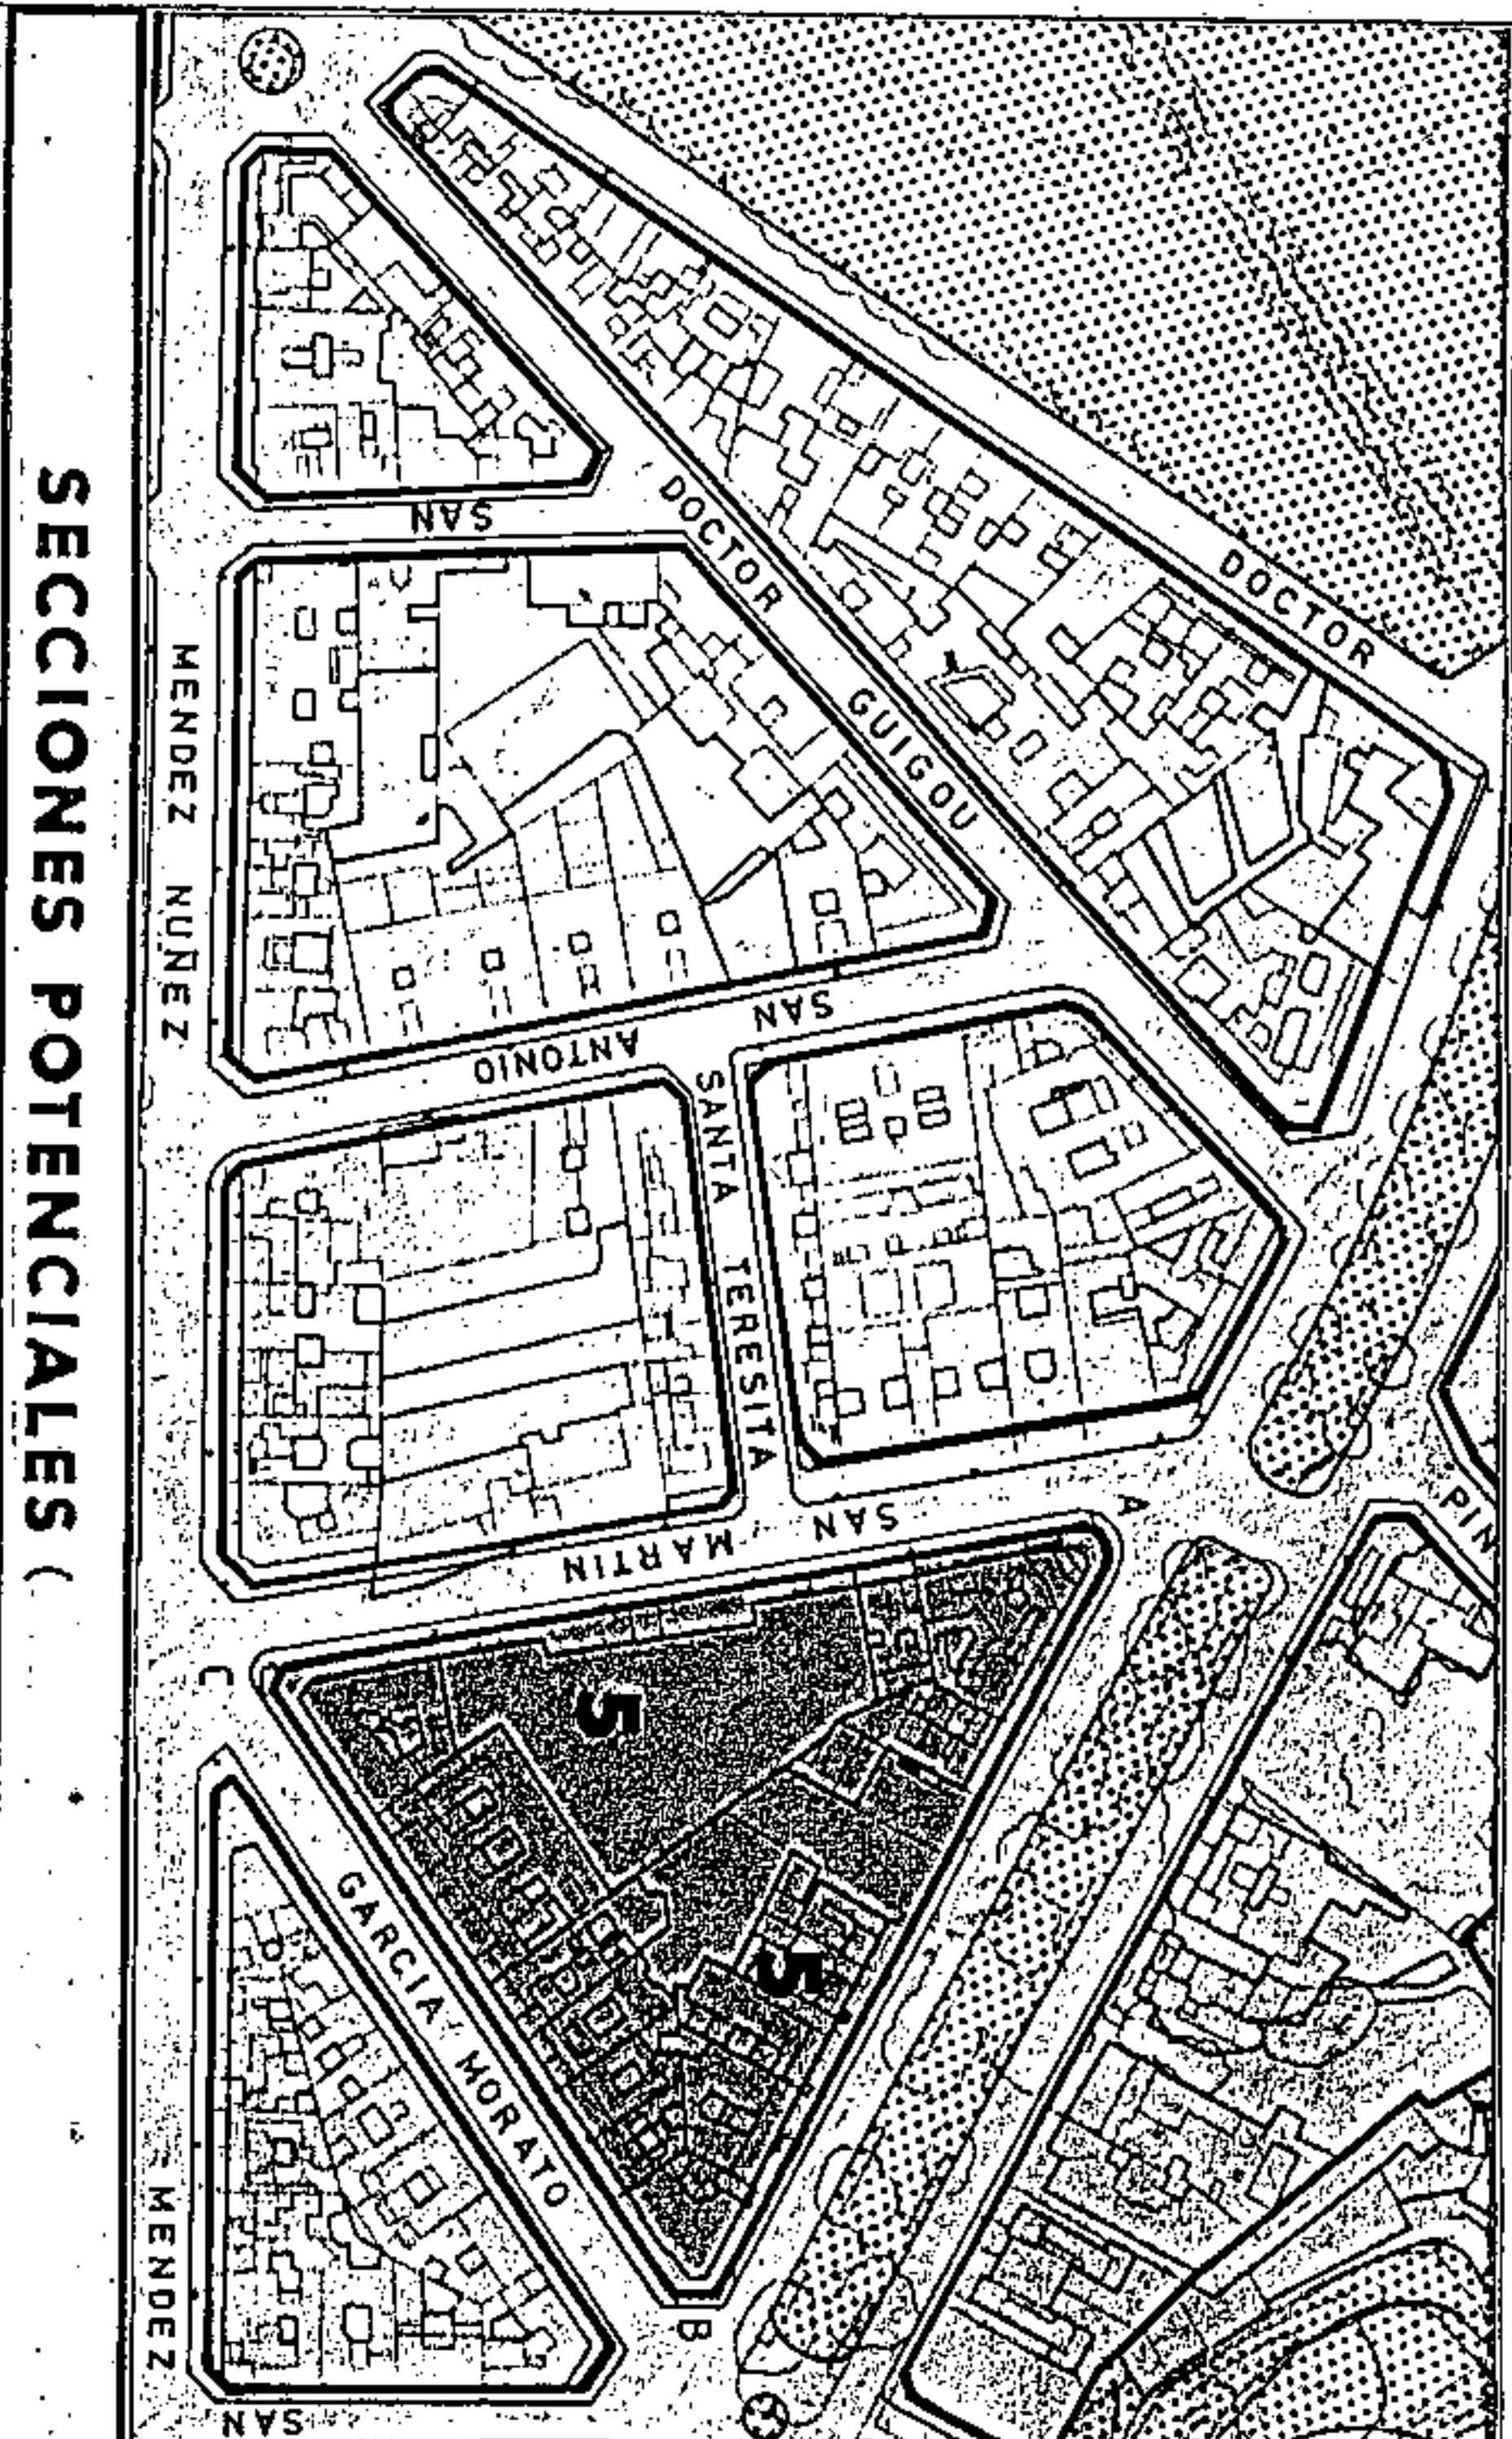 DOCTOR
PIN
DOCTOR GUIGOU
SAN
SAN ANTONIO
SANTA TERESITA
SAN MARTIN
A
5
5
C
B
GARCIA MORATO
MENDEZ NUÑEZ
MENDEZ
SAN
SECCIONES POTENCIALES (